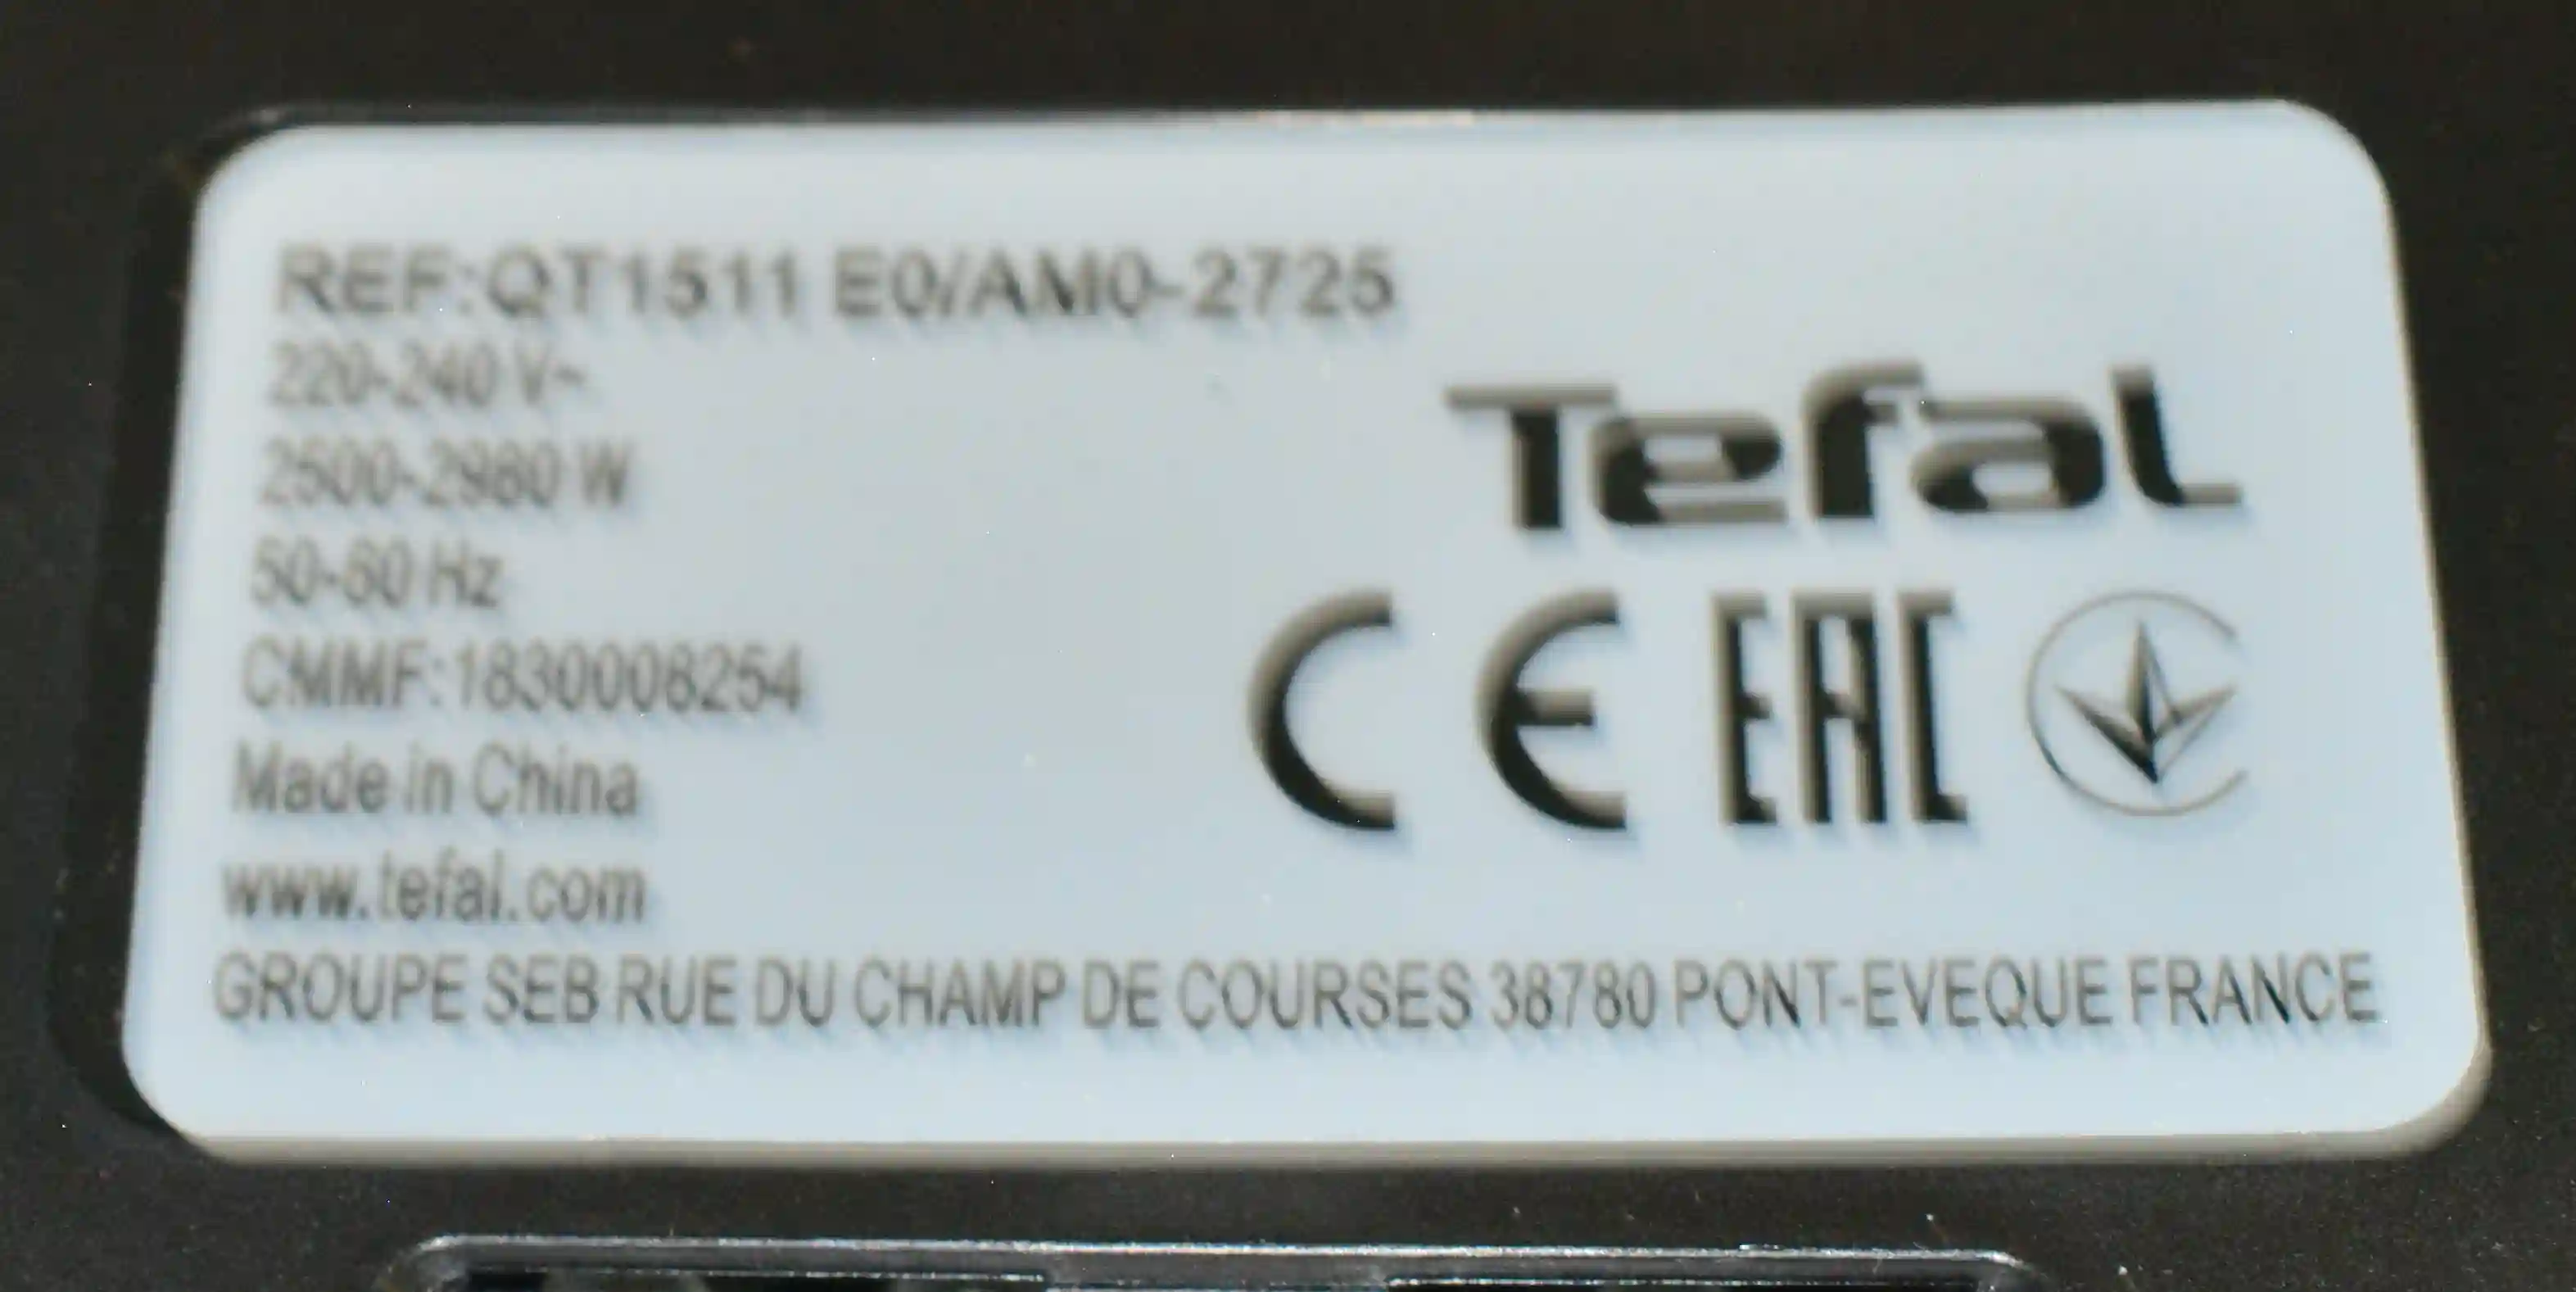 REF:QT1511 E0/AM0-2725
220-240 V~
2500-2980 W
50-60 Hz
CMMF:1830008254
Made in China
www.tefal.com
Tefal
CE EAC
GROUPE SEB RUE DU CHAMP DE COURSES 38780 PONT-EVEQUE FRANCE